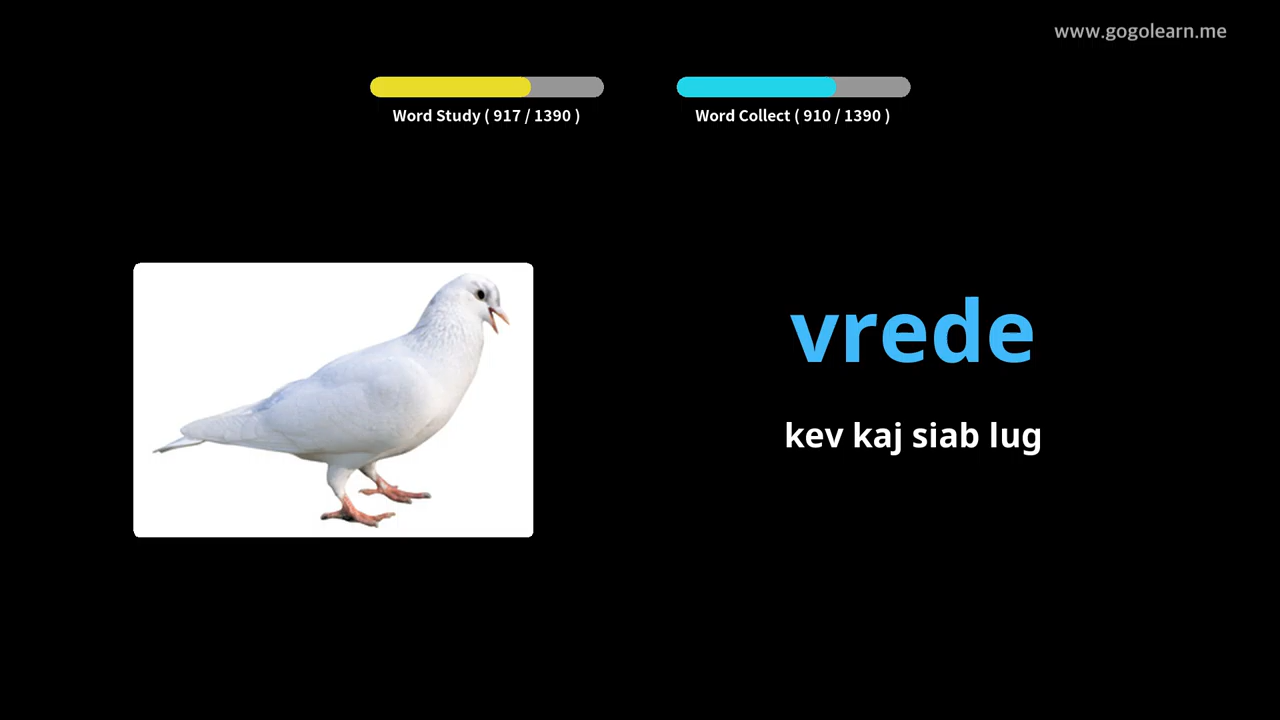 www.gogolearn.me
Word Study ( 917 / 1390 )
Word Collect ( 910 / 1390 )
vrede
kev kaj siab lug